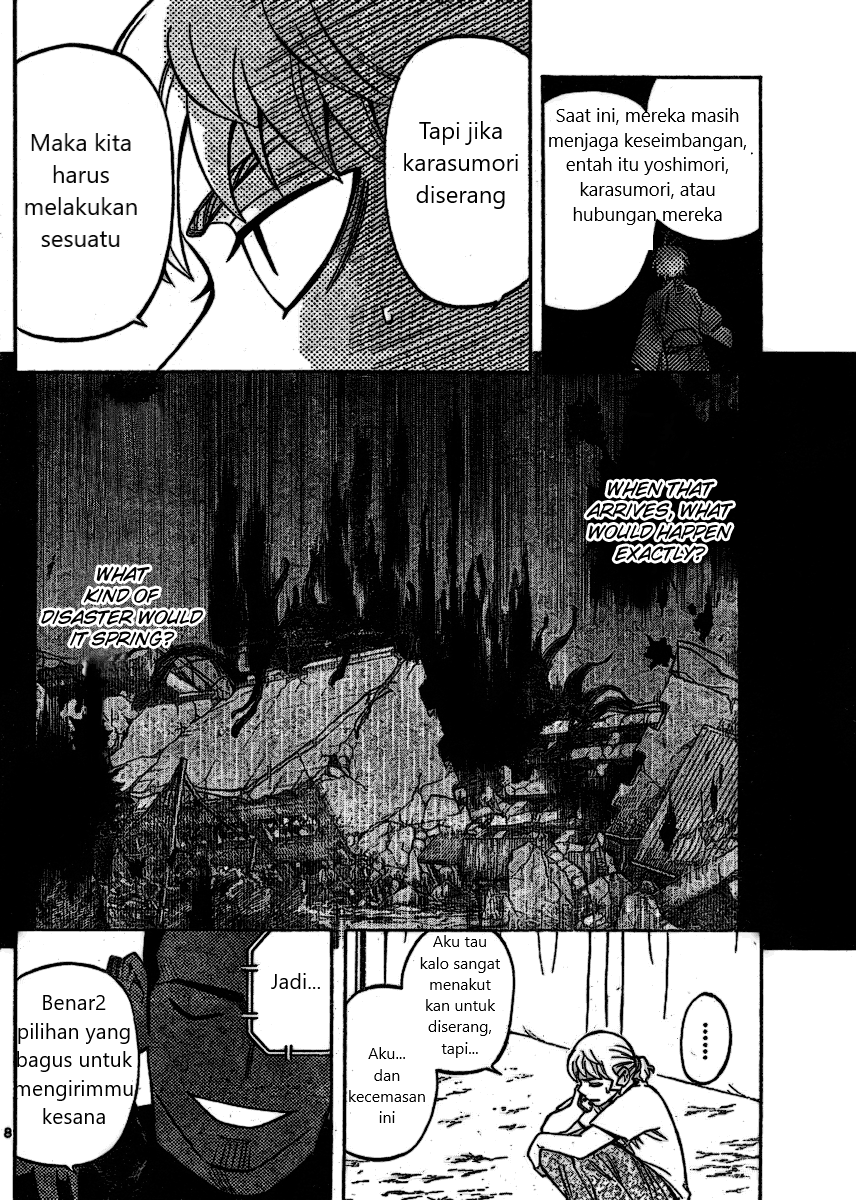 Saat ini, mereka masih
menjaga keseimbangan,
entah itu yoshimori,
karasumori, atau
hubungan mereka
Tapi jika
karasumori
diserang
Maka kita
harus
melakukan
sesuatu
WHEN THAT
ARRIVES, WHAT
WOULD HAPPEN
EXACTLY?
WHAT
KIND OF
DISASTER WOULD
IT SPRING?
........
Aku tau
kalo sangat
menakut
kan untuk
diserang,
tapi...
Aku...
dan
kecemasan
ini
Jadi...
Benar2
pilihan yang
bagus untuk
mengirimmu
kesana
8